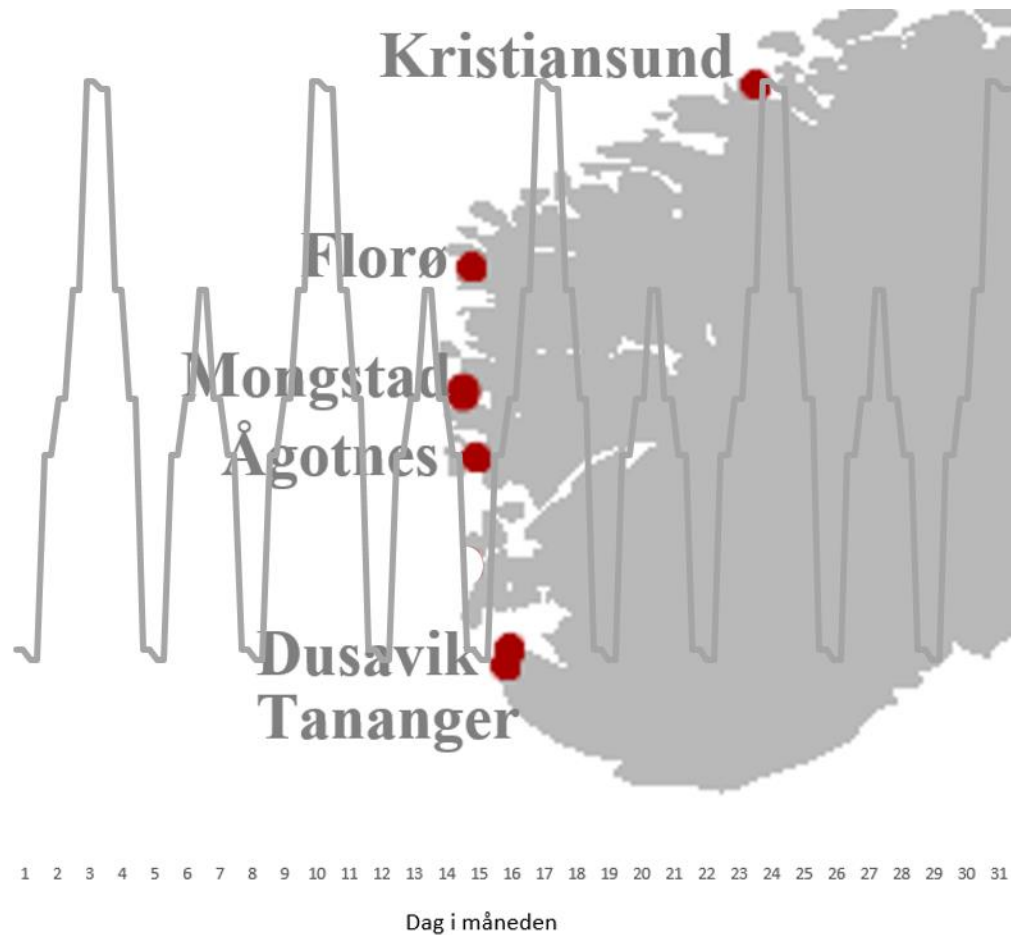 Kristiansund
Florø
Mongstad
Ågotnes
Dusavik
Tananger
1 2 3 4 5 6 7 8 9 10 11 12 13 14 15 16 17 18 19 20 21 22 23 24 25 26 27 28 29 30 31
Dag i måneden